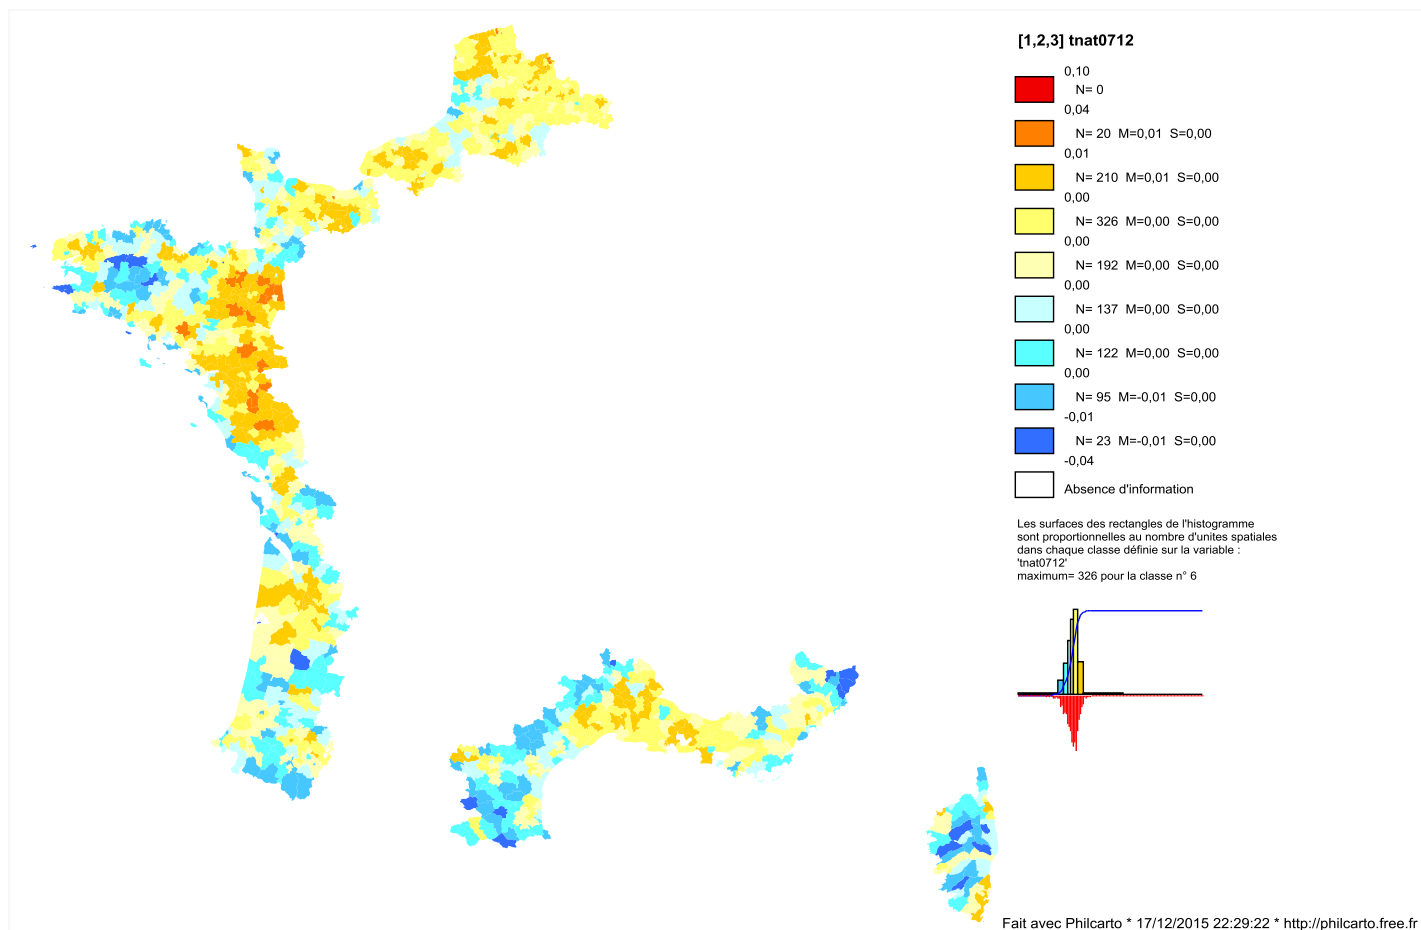 [1,2,3] tnat0712
0,10
N= 0
0,04
N= 20 M=0,01 S=0,00
0,01
N= 210 M=0,01 S=0,00
0,00
N= 326 M=0,00 S=0,00
0,00
N= 192 M=0,00 S=0,00
0,00
N= 137 M=0,00 S=0,00
0,00
N= 122 M=0,00 S=0,00
0,00
N= 95 M=-0,01 S=0,00
-0,01
N= 23 M=-0,01 S=0,00
-0,04
Absence d'information
Les surfaces des rectangles de l'histogramme
sont proportionnelles au nombre d'unites spatiales
dans chaque classe définie sur la variable :
'tnat0712'
maximum= 326 pour la classe n° 6
Fait avec Philcarto * 17/12/2015 22:29:22 * http://philcarto.free.fr